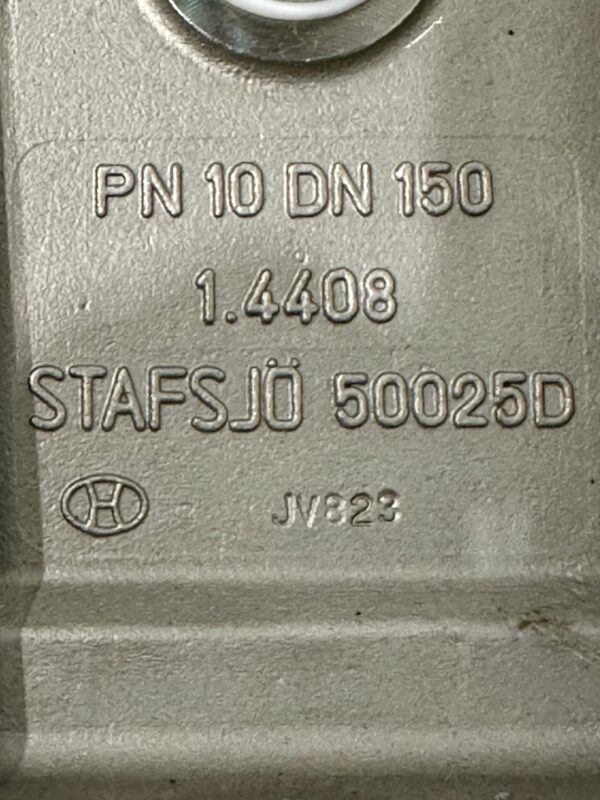 PN 10 DN 150
1.4408
STAFSJÖ 50025D
H JV823